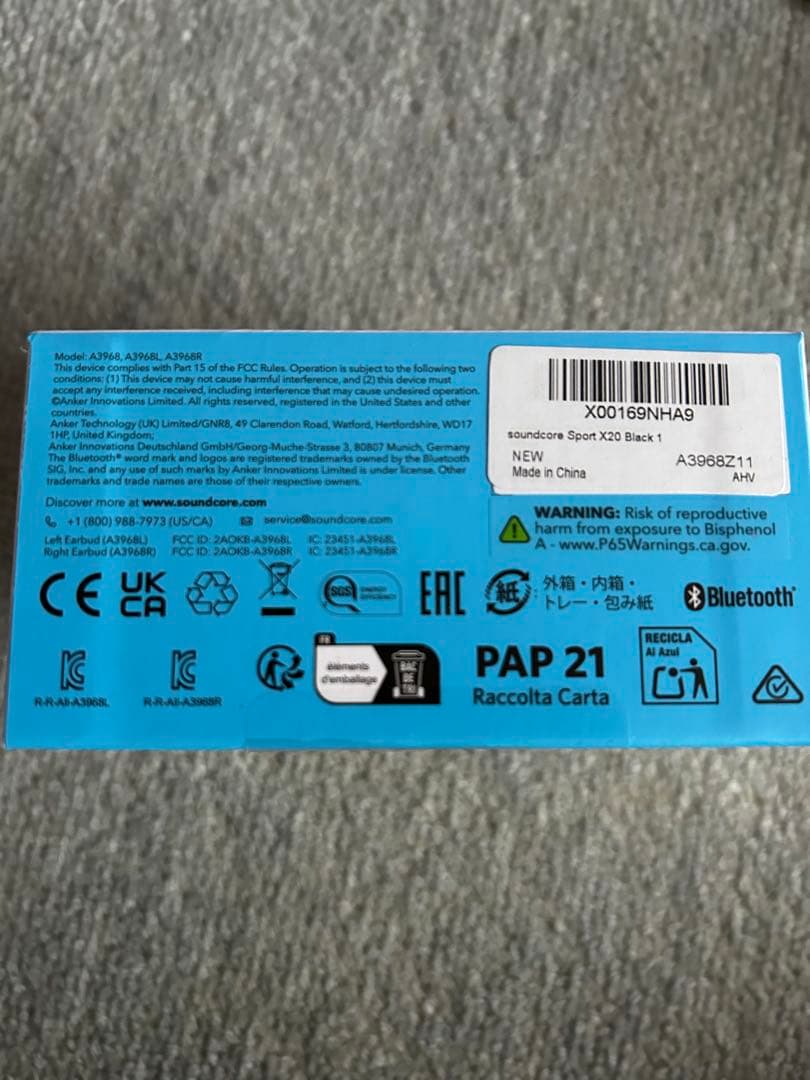 Model: A3968, A3968L, A3968R
This device complies with Part 15 of the FCC Rules. Operation is subject to the following two
conditions: (1) This device may not cause harmful interference, and (2) this device must
accept any interference received, including interference that may cause undesired operation.
©Anker Innovations Limited. All rights reserved, registered in the United States and other
countries.
Anker Technology (UK) Limited/GNR8, 49 Clarendon Road, Watford, Hertfordshire, WD17
1HP, United Kingdom;
Anker Innovations Deutschland GmbH/Georg-Muche-Strasse 3, 80807 Munich, Germany
The Bluetooth® word mark and logos are registered trademarks owned by the Bluetooth
SIG, Inc. and any use of such marks by Anker Innovations Limited is under license. Other
trademarks and trade names are those of their respective owners.
Discover more at www.soundcore.com
+1 (800) 988-7973 (US/CA) service@soundcore.com
Left Earbud (A3968L) FCC ID: 2AOKB-A3968L IC: 23451-A3968L
Right Earbud (A3968R) FCC ID: 2AOKB-A3968R IC: 23451-A3968R
X00169NHA9
soundcore Sport X20 Black 1
NEW A3968Z11
Made in China AHV
WARNING: Risk of reproductive
harm from exposure to Bisphenol
A - www.P65Warnings.ca.gov.
CE UK CA SGS ENERGY EFFICIENCY EAC 紙 : 外箱・内箱・
トレー・包み紙
Bluetooth®
R-R-AII-A3968L
R-R-AII-A3968R
FR
éléments
d'emballage
BAC
DE
TRI
PAP 21
Raccolta Carta
RECICLA
Al Azul